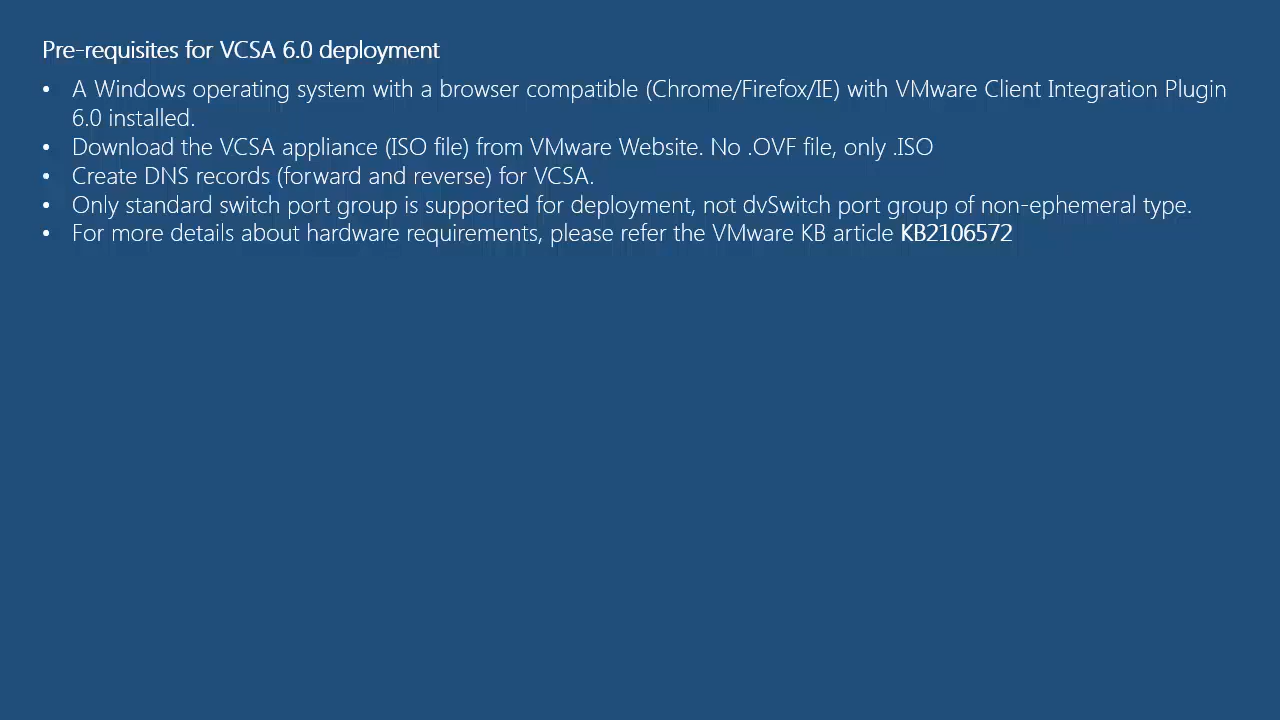 Pre-requisites for VCSA 6.0 deployment
• A Windows operating system with a browser compatible (Chrome/Firefox/IE) with VMware Client Integration Plugin
6.0 installed.
• Download the VCSA appliance (ISO file) from VMware Website. No .OVF file, only .ISO
• Create DNS records (forward and reverse) for VCSA.
• Only standard switch port group is supported for deployment, not dvSwitch port group of non-ephemeral type.
• For more details about hardware requirements, please refer the VMware KB article KB2106572